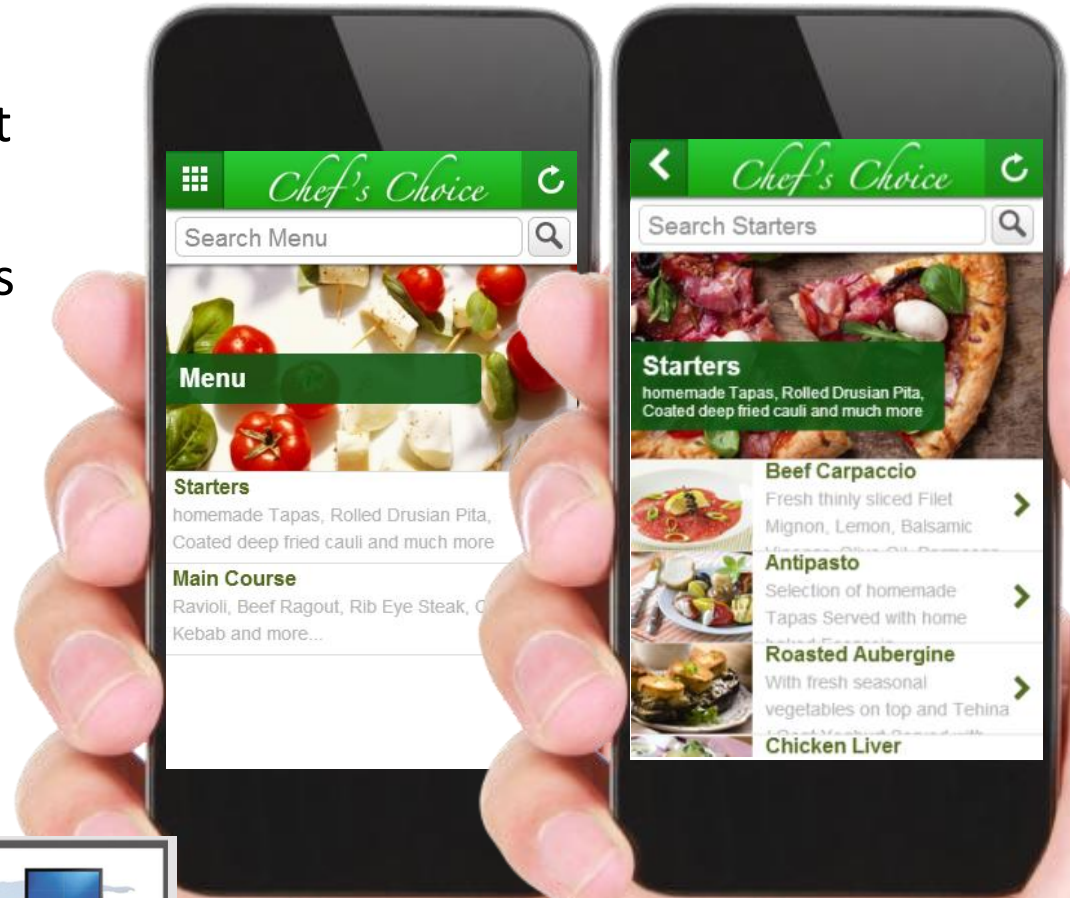 t
s
Chef's Choice
Search Menu
Menu
Starters
homemade Tapas, Rolled Drusian Pita,
Coated deep fried cauli and much more
Main Course
Ravioli, Beef Ragout, Rib Eye Steak, C
Kebab and more...
Chef's Choice
Search Starters
Starters
homemade Tapas, Rolled Drusian Pita,
Coated deep fried cauli and much more
Beef Carpaccio
Fresh thinly sliced Filet
Mignon, Lemon, Balsamic
Antipasto
Selection of homemade
Tapas Served with home
Roasted Aubergine
With fresh seasonal
vegetables on top and Tehina
Chicken Liver